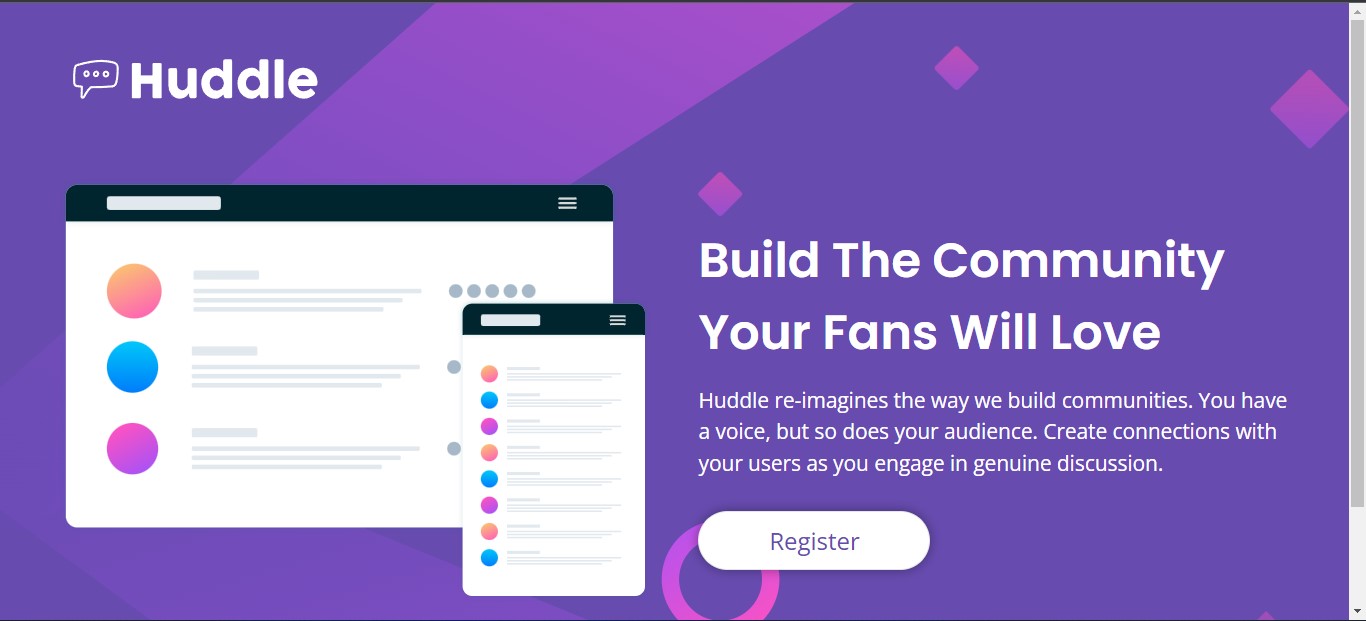 Huddle
Build The Community
Your Fans Will Love
Huddle re-imagines the way we build communities. You have
a voice, but so does your audience. Create connections with
your users as you engage in genuine discussion.
Register